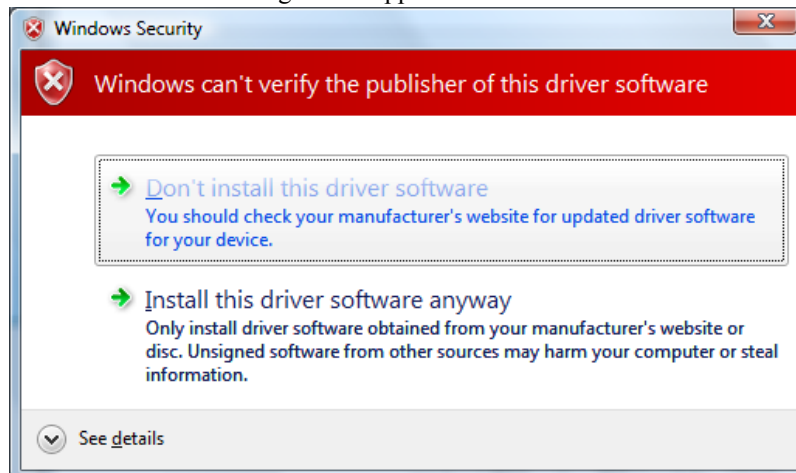 Windows Security
Windows can't verify the publisher of this driver software
Don't install this driver software
You should check your manufacturer's website for updated driver software
for your device.
Install this driver software anyway
Only install driver software obtained from your manufacturer's website or
disc. Unsigned software from other sources may harm your computer or steal
information.
See details